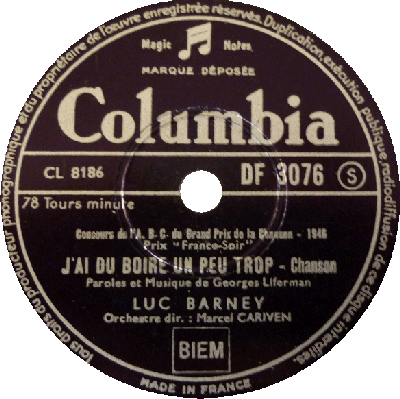 Tous droits du producteur phonographique et du propriétaire de l'œuvre enregistrée réservés. Duplication, exécution publique, radiodiffusion de ce disque interdites.
Magic Notes.
MARQUE DÉPOSÉE
Columbia
CL 8186
DF 3076 S
78 Tours minute
Concours de l'A. B. C. du Grand Prix de la Chanson - 1946
Prix "France-Soir"
J'AI DU BOIRE UN PEU TROP - Chanson
Paroles et Musique de Georges Liferman
LUC BARNEY
Orchestre dir. : Marcel CARIVEN
BIEM
MADE IN FRANCE